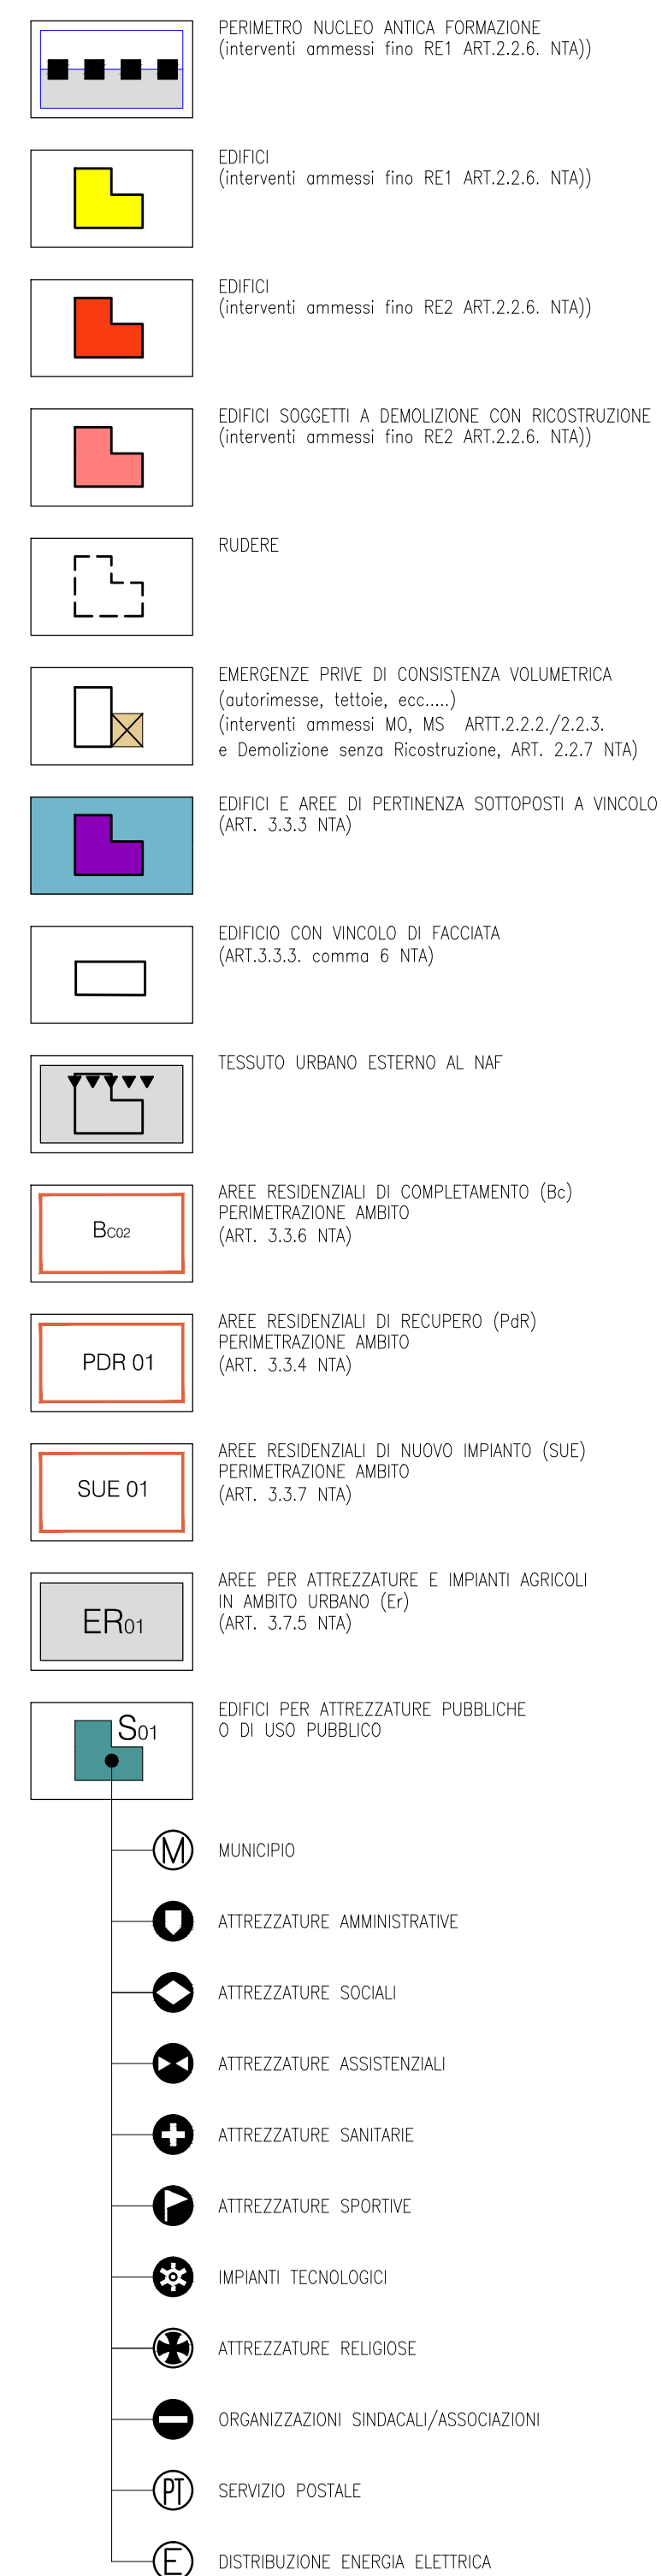 PERIMETRO NUCLEO ANTICA FORMAZIONE
(interventi ammessi fino RE1 ART.2.2.6. NTA))
EDIFICI
(interventi ammessi fino RE1 ART.2.2.6. NTA))
EDIFICI
(interventi ammessi fino RE2 ART.2.2.6. NTA))
EDIFICI SOGGETTI A DEMOLIZIONE CON RICOSTRUZIONE
(interventi ammessi fino RE2 ART.2.2.6. NTA))
RUDERE
EMERGENZE PRIVE DI CONSISTENZA VOLUMETRICA
(autorimesse, tettoie, ecc.....)
(interventi ammessi MO, MS ARTT.2.2.2./2.2.3.
e Demolizione senza Ricostruzione, ART. 2.2.7 NTA)
EDIFICI E AREE DI PERTINENZA SOTTOPOSTI A VINCOLO
(ART. 3.3.3 NTA)
EDIFICIO CON VINCOLO DI FACCIATA
(ART.3.3.3. comma 6 NTA)
TESSUTO URBANO ESTERNO AL NAF
BC02
AREE RESIDENZIALI DI COMPLETAMENTO (Bc)
PERIMETRAZIONE AMBITO
(ART. 3.3.6 NTA)
PDR 01
AREE RESIDENZIALI DI RECUPERO (PdR)
PERIMETRAZIONE AMBITO
(ART. 3.3.4 NTA)
SUE 01
AREE RESIDENZIALI DI NUOVO IMPIANTO (SUE)
PERIMETRAZIONE AMBITO
(ART. 3.3.7 NTA)
ER01
AREE PER ATTREZZATURE E IMPIANTI AGRICOLI
IN AMBITO URBANO (Er)
(ART. 3.7.5 NTA)
S01
EDIFICI PER ATTREZZATURE PUBBLICHE
O DI USO PUBBLICO
M MUNICIPIO
ATTREZZATURE AMMINISTRATIVE
ATTREZZATURE SOCIALI
ATTREZZATURE ASSISTENZIALI
ATTREZZATURE SANITARIE
ATTREZZATURE SPORTIVE
IMPIANTI TECNOLOGICI
ATTREZZATURE RELIGIOSE
ORGANIZZAZIONI SINDACALI/ASSOCIAZIONI
PT SERVIZIO POSTALE
E DISTRIBUZIONE ENERGIA ELETTRICA